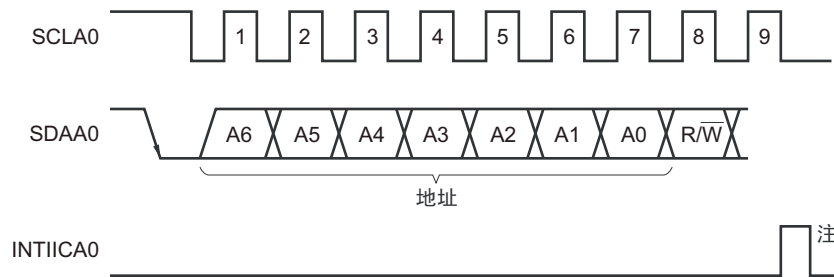 SCLA0 1 2 3 4 5 6 7 8 9
SDAA0 A6 A5 A4 A3 A2 A1 A0 R/W̅
地址
INTIICA0 注